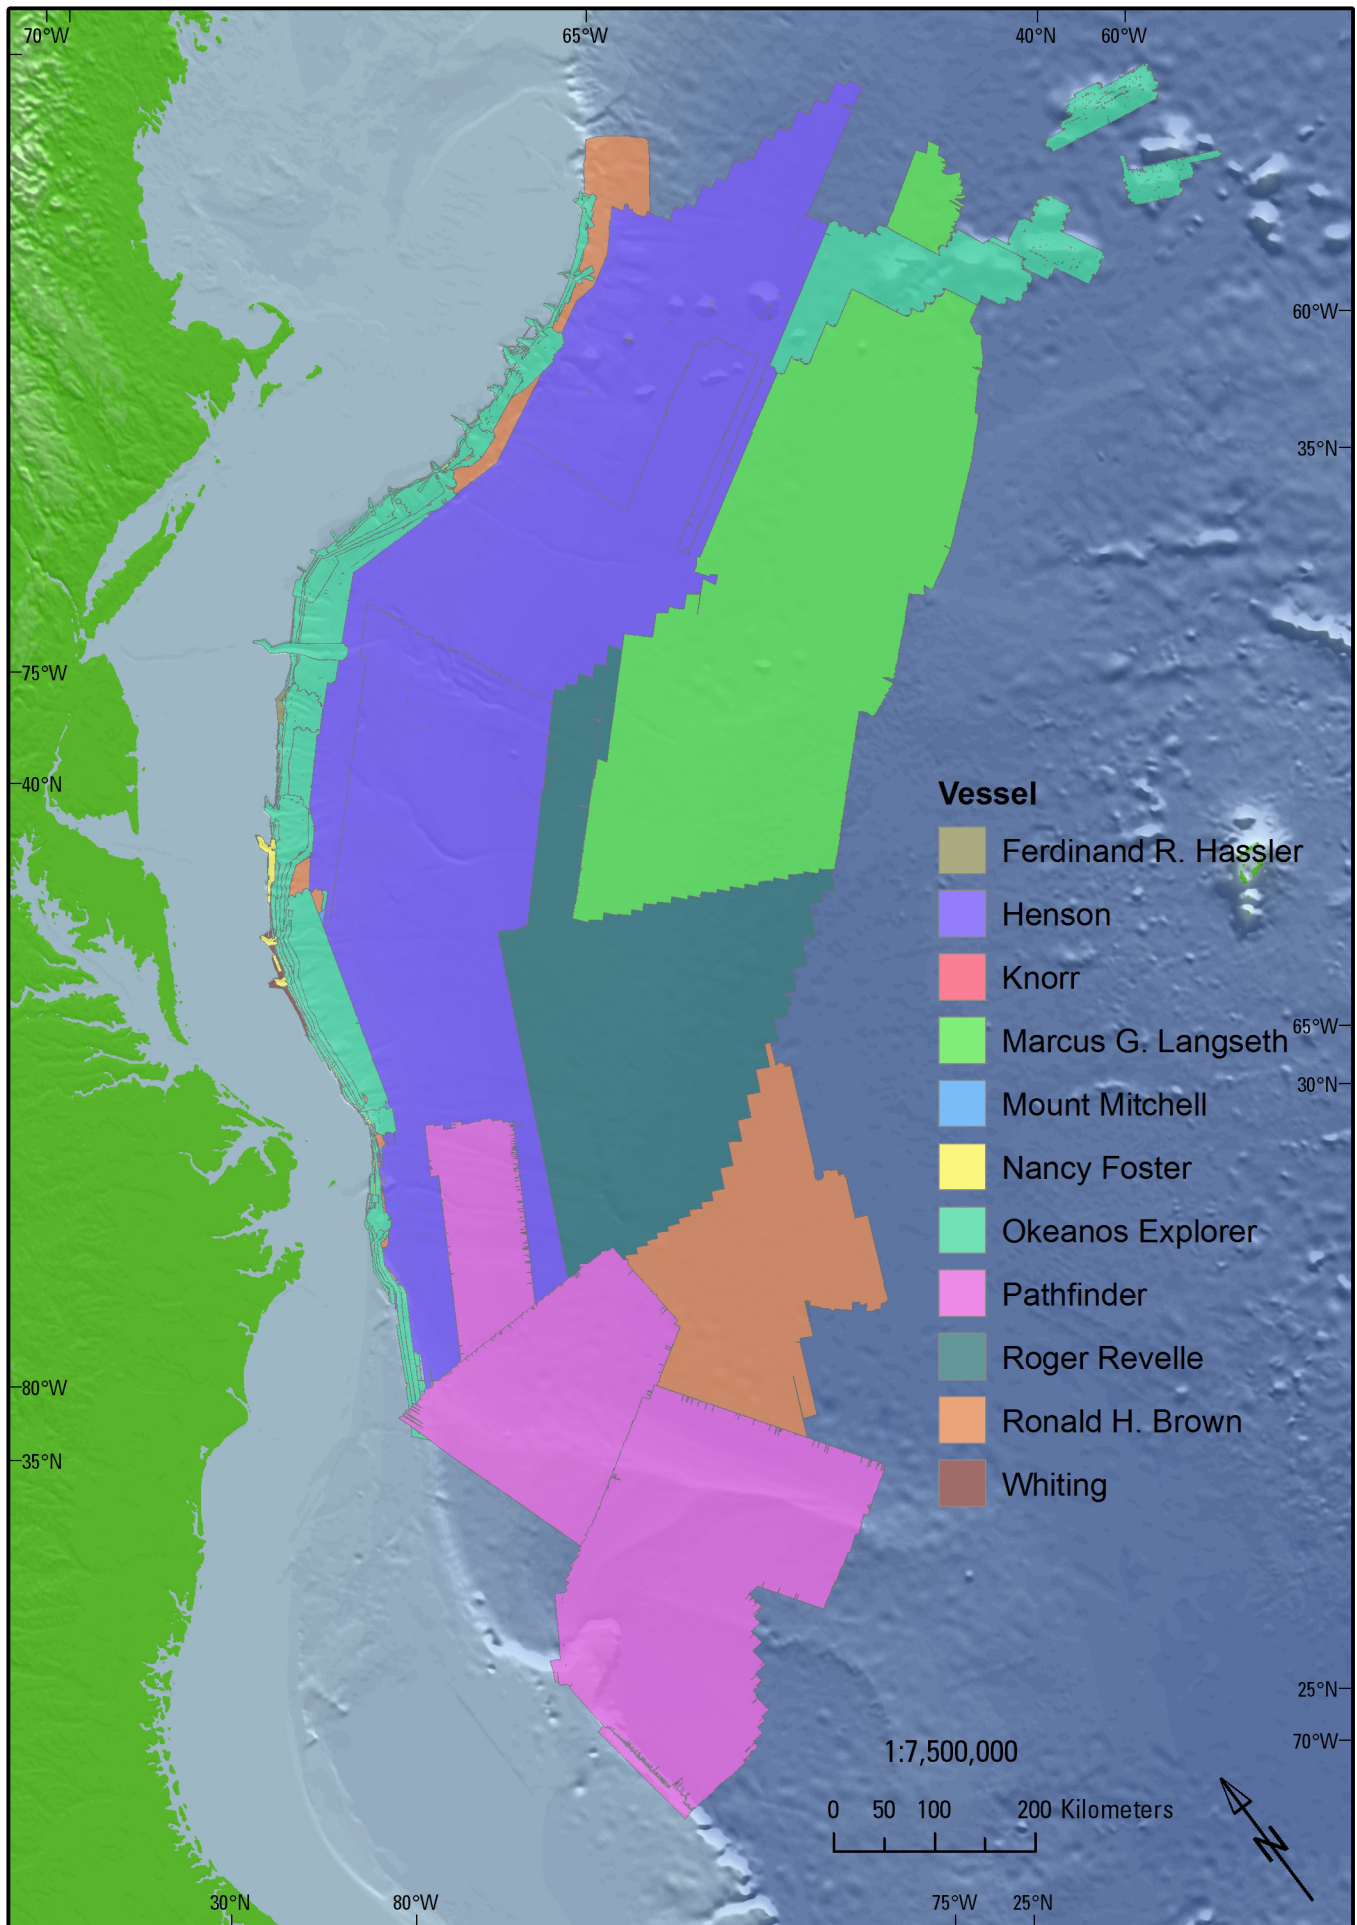 70°W 65°W 40°N 60°W
60°W
35°N
75°W
40°N
Vessel
Ferdinand R. Hassler
Henson
Knorr
Marcus G. Langseth
65°W
30°N
Mount Mitchell
Nancy Foster
Okeanos Explorer
Pathfinder
Roger Revelle
80°W
Ronald H. Brown
35°N
Whiting
25°N
70°W
1:7,500,000
0 50 100 200 Kilometers
N
30°N 80°W 75°W 25°N